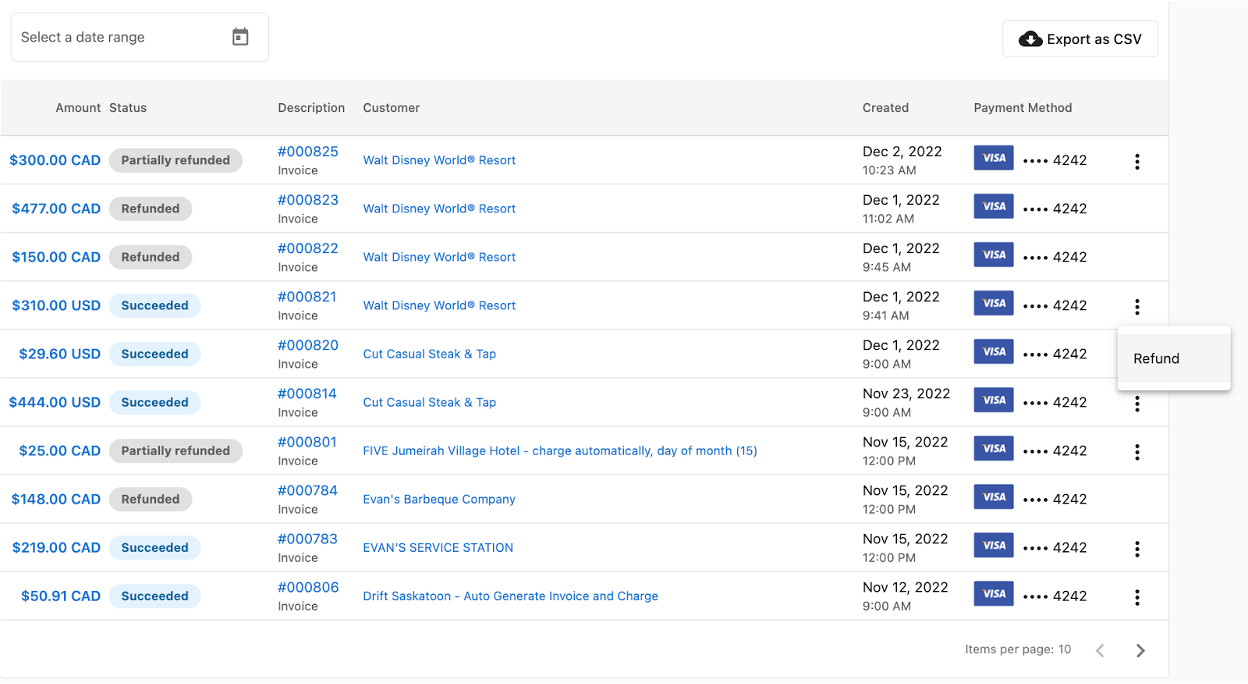 Select a date range
Export as CSV
Amount Status Description Customer Created Payment Method
$300.00 CAD Partially refunded #000825 Walt Disney World® Resort Dec 2, 2022 VISA •••• 4242
Invoice 10:23 AM
$477.00 CAD Refunded #000823 Walt Disney World® Resort Dec 1, 2022 VISA •••• 4242
Invoice 11:02 AM
$150.00 CAD Refunded #000822 Walt Disney World® Resort Dec 1, 2022 VISA •••• 4242
Invoice 9:45 AM
$310.00 USD Succeeded #000821 Walt Disney World® Resort Dec 1, 2022 VISA •••• 4242
Invoice 9:41 AM
$29.60 USD Succeeded #000820 Cut Casual Steak & Tap Dec 1, 2022 VISA •••• 4242
Invoice 9:00 AM
Refund
$444.00 USD Succeeded #000814 Cut Casual Steak & Tap Nov 23, 2022 VISA •••• 4242
Invoice 9:00 AM
$25.00 CAD Partially refunded #000801 FIVE Jumeirah Village Hotel - charge automatically, day of month (15) Nov 15, 2022 VISA •••• 4242
Invoice 12:00 PM
$148.00 CAD Refunded #000784 Evan's Barbeque Company Nov 15, 2022 VISA •••• 4242
Invoice 12:00 PM
$219.00 CAD Succeeded #000783 EVAN'S SERVICE STATION Nov 15, 2022 VISA •••• 4242
Invoice 12:00 PM
$50.91 CAD Succeeded #000806 Drift Saskatoon - Auto Generate Invoice and Charge Nov 12, 2022 VISA •••• 4242
Invoice 9:00 AM
Items per page: 10